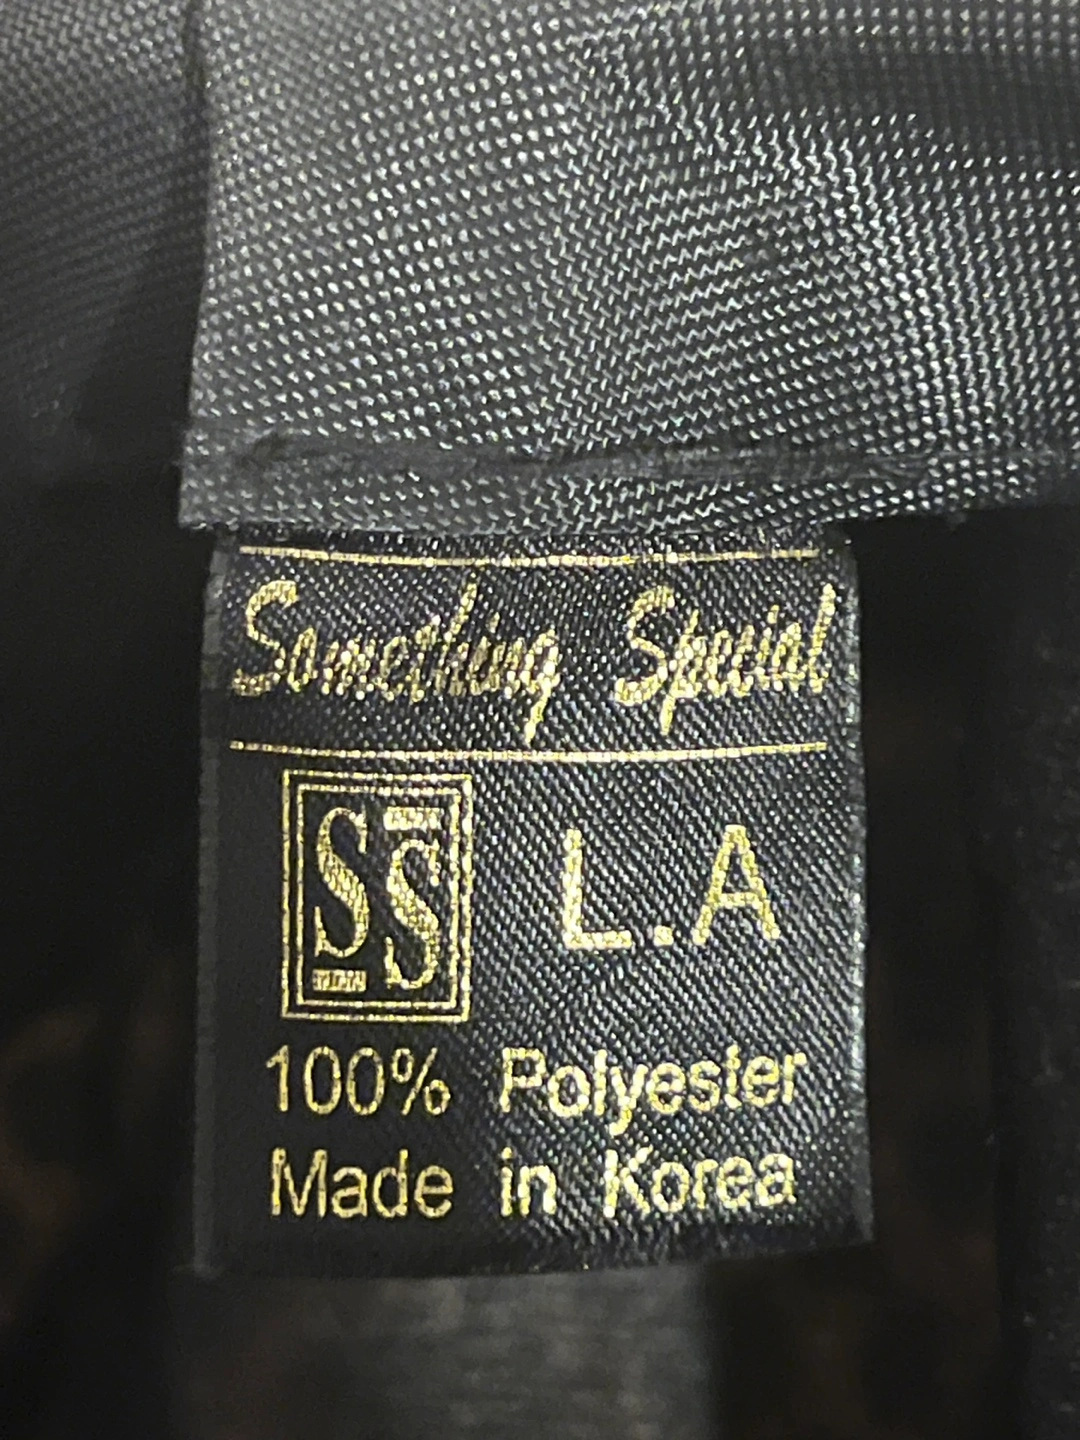 Something Special
SS
L.A
100% Polyester
Made in Korea